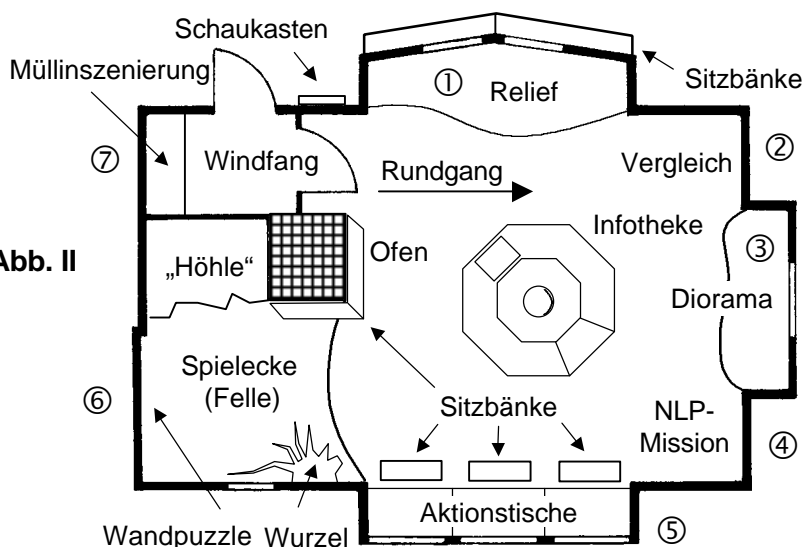 Schaukasten
Müllinszenierung
Sitzbänke
①
Relief
⑦
Windfang
Vergleich
②
Rundgang
Infotheke
Abb. II
„Höhle“
Ofen
③
Diorama
Spielecke
(Felle)
⑥
Sitzbänke
NLP-
Mission
④
Aktionstische
⑤
Wandpuzzle
Wurzel